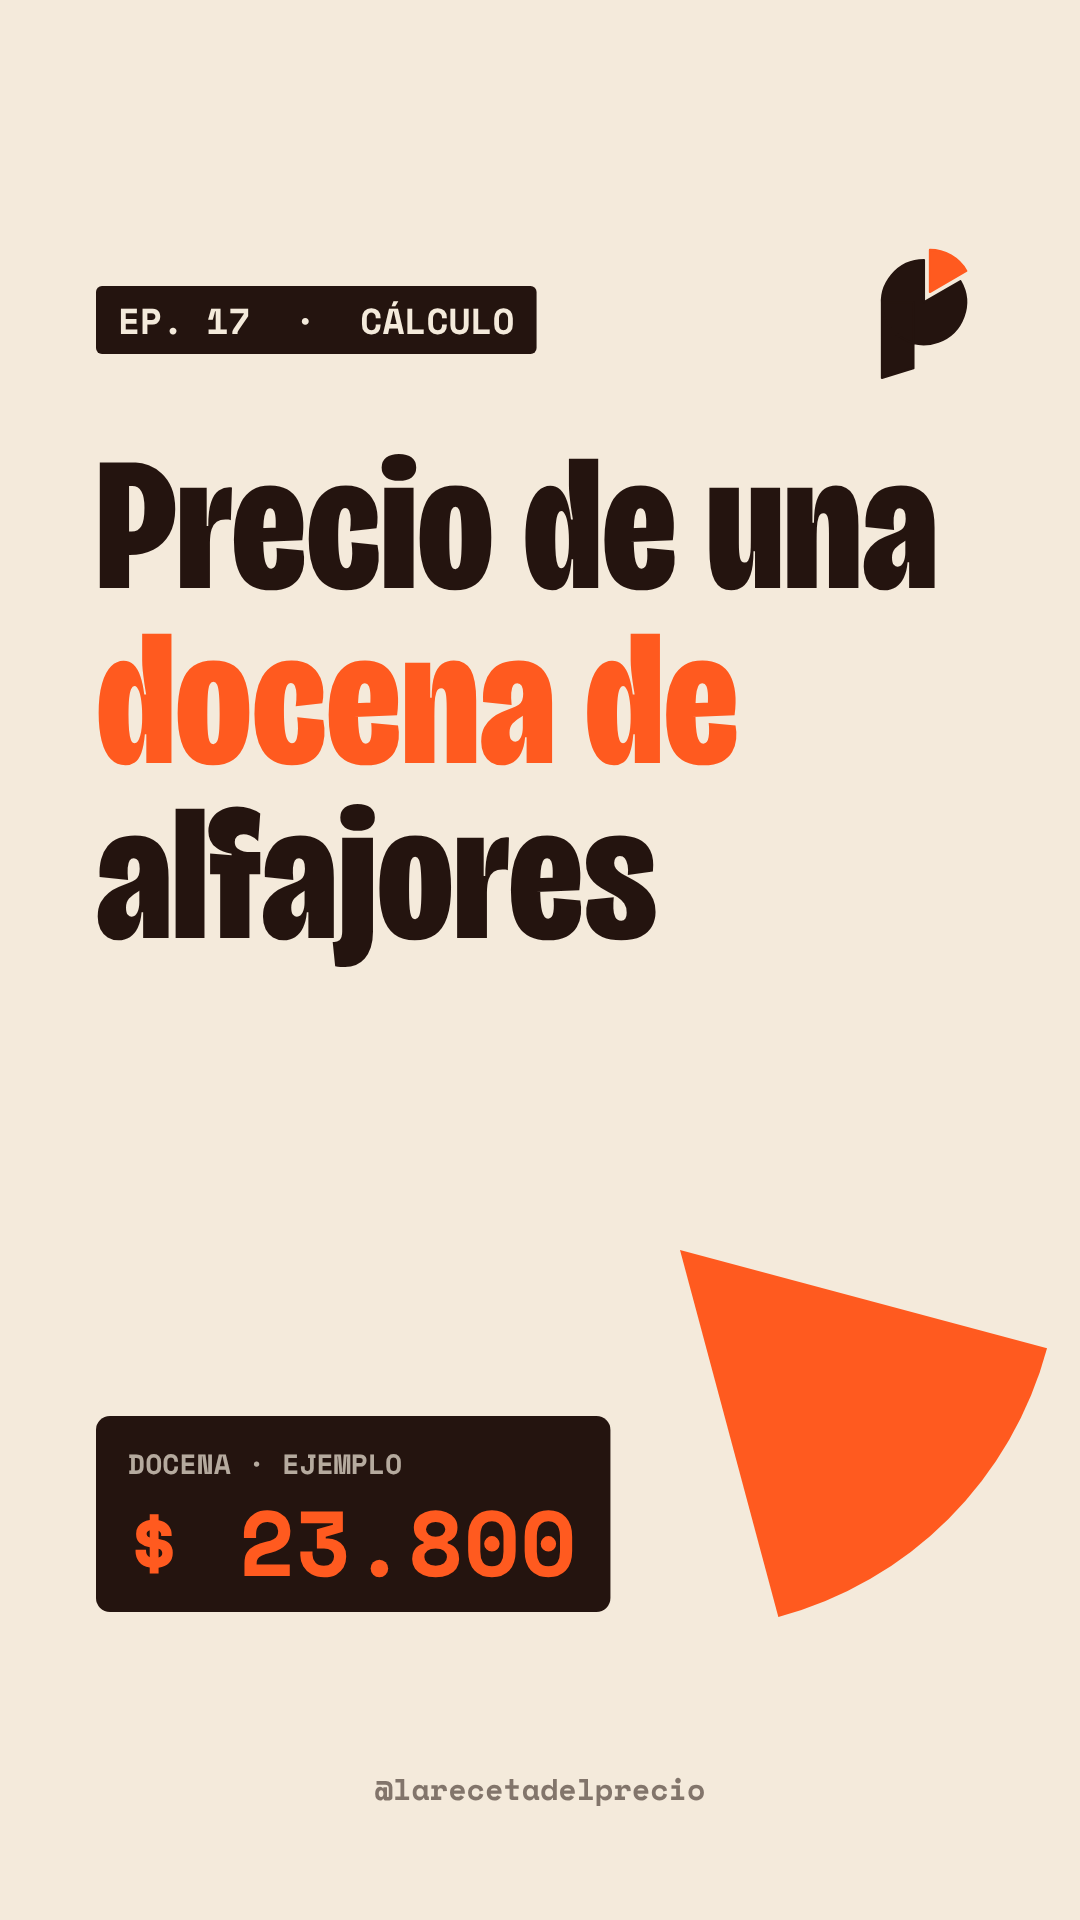 EP. 17 · CÁLCULO
Precio de una
docena de
alfajores
DOCENA · EJEMPLO
$ 23.800
@larecetadelprecio